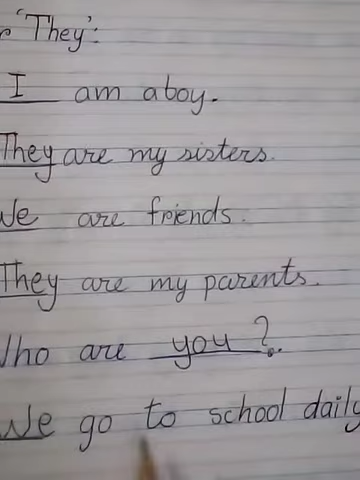 'They':
I am a boy.
They are my sisters.
We are friends.
They are my parents.
Who are you?
We go to school daily